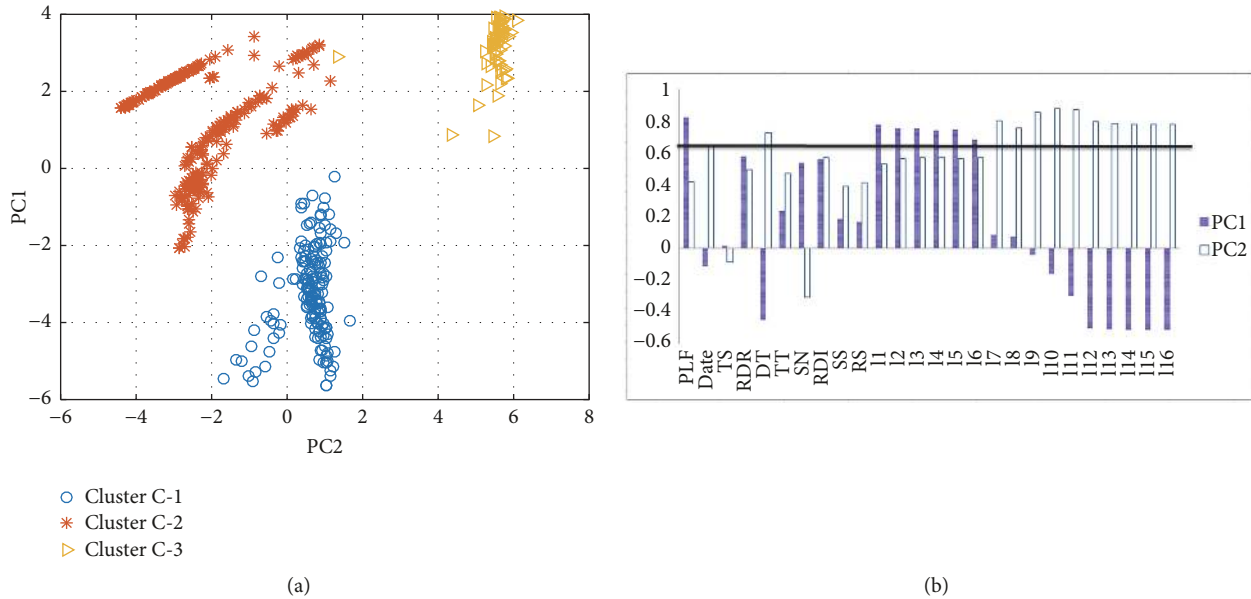 4
2
0
−2
−4
−6
PC1
−6
−4
−2
0
2
4
6
8
PC2
Cluster C-1
Cluster C-2
Cluster C-3
(a)
1
0.8
0.6
0.4
0.2
0
−0.2
−0.4
−0.6
PLF
Date
TS
RDR
DT
TT
SN
RDI
SS
RS
I1
I2
I3
I4
I5
I6
I7
I8
I9
I10
I11
I12
I13
I14
I15
I16
PC1
PC2
(b)